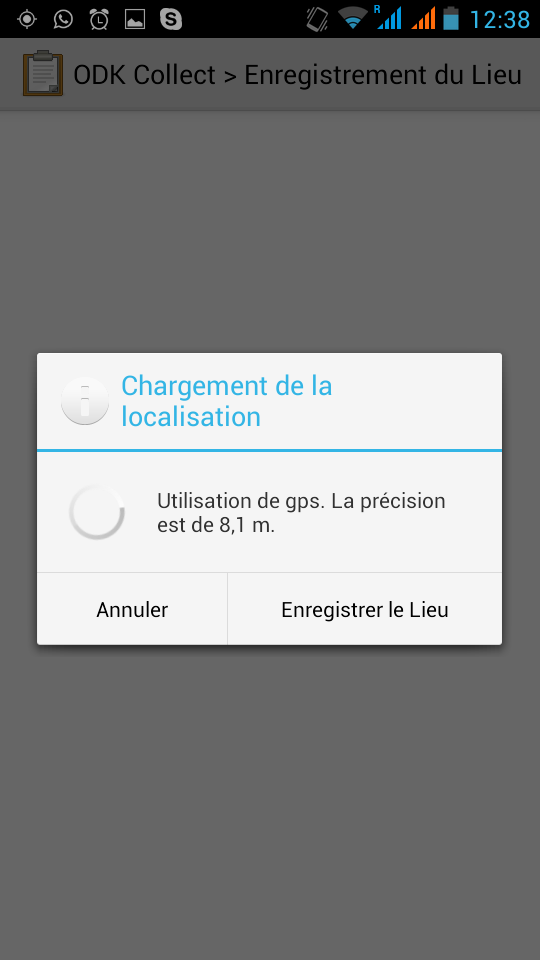 R
12:38
ODK Collect > Enregistrement du Lieu
Chargement de la
localisation
Utilisation de gps. La précision
est de 8,1 m.
Annuler
Enregistrer le Lieu